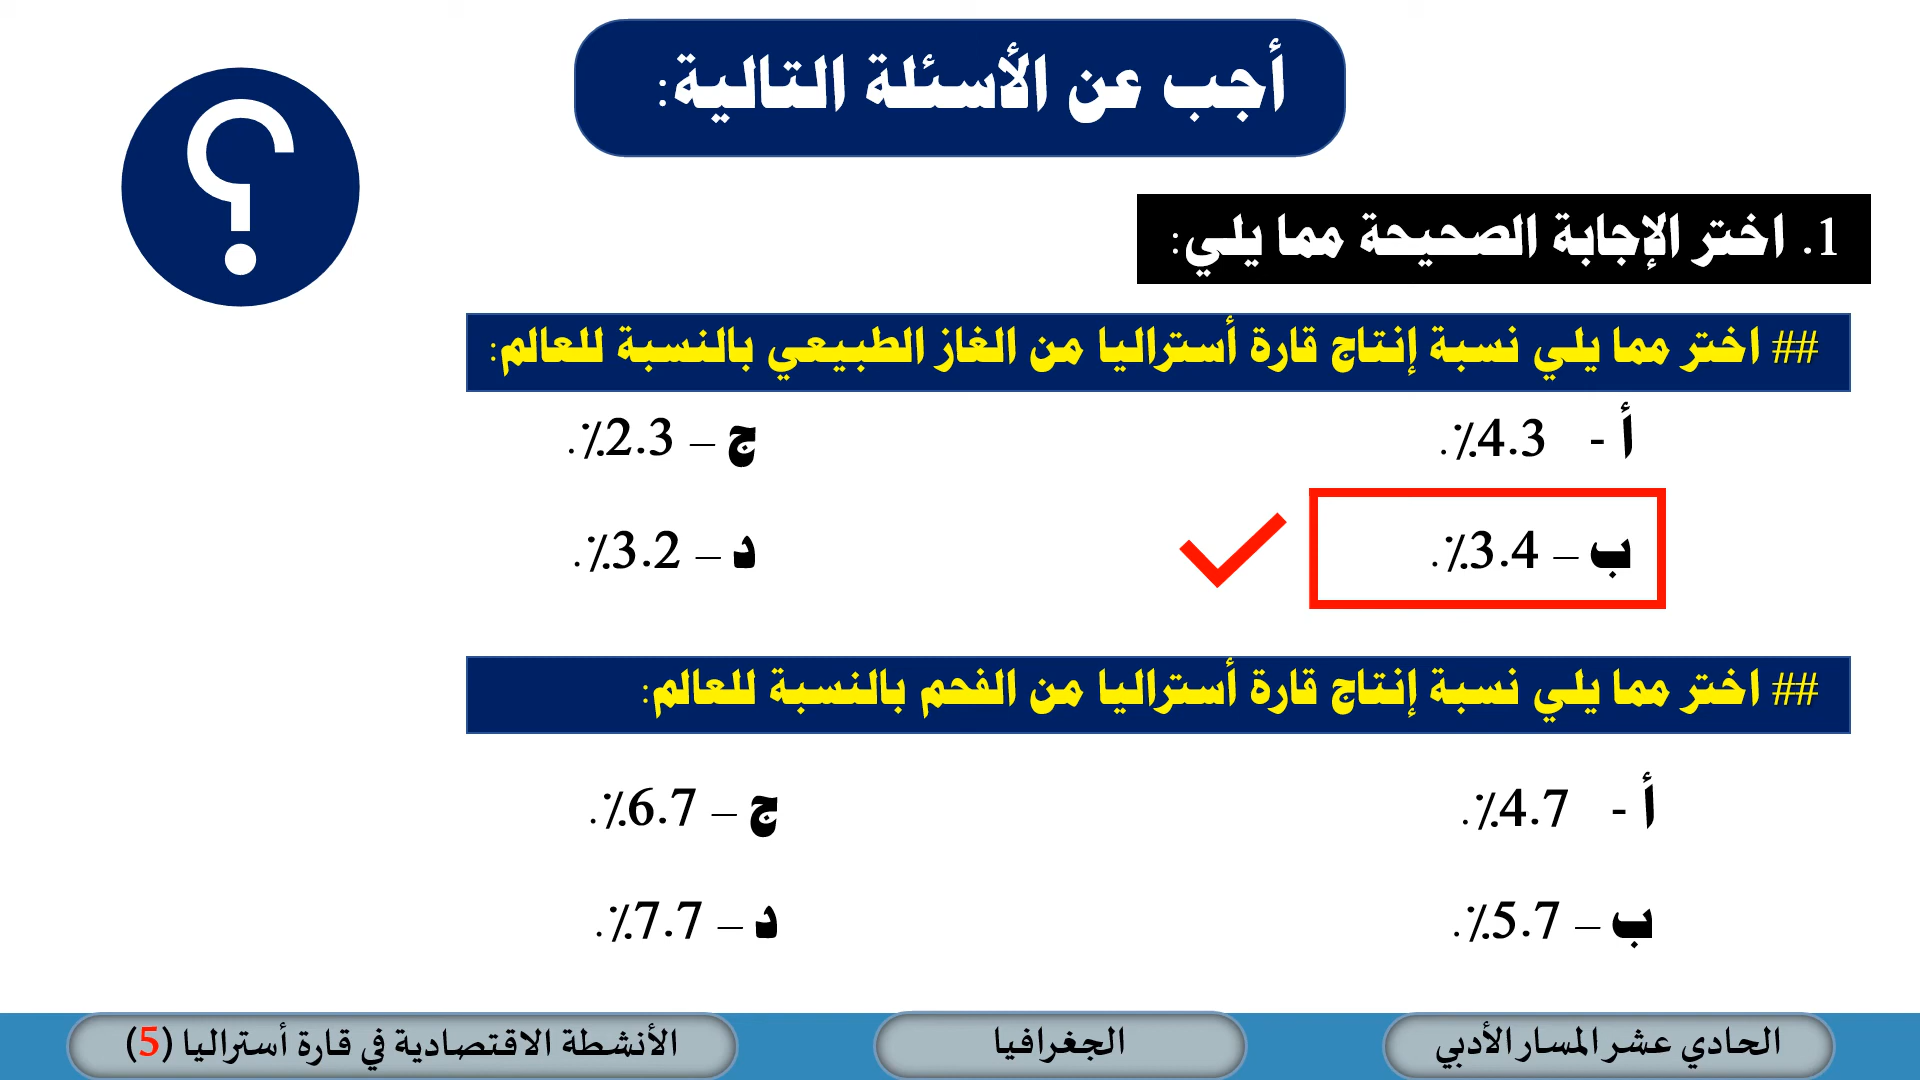 أجب عن الأسئلة التالية:
1. اختر الإجابة الصحيحة مما يلي:
## اختر مما يلي نسبة إنتاج قارة أستراليا من الغاز الطبيعي بالنسبة للعالم:
أ - 4.3٪.
ج – 2.3٪.
ب – 3.4٪.
د – 3.2٪.
## اختر مما يلي نسبة إنتاج قارة أستراليا من الفحم بالنسبة للعالم:
أ - 4.7٪.
ج – 6.7٪.
ب – 5.7٪.
د – 7.7٪.
الحادي عشر المسار الأدبي
الجغرافيا
الأنشطة الاقتصادية في قارة أستراليا (5)